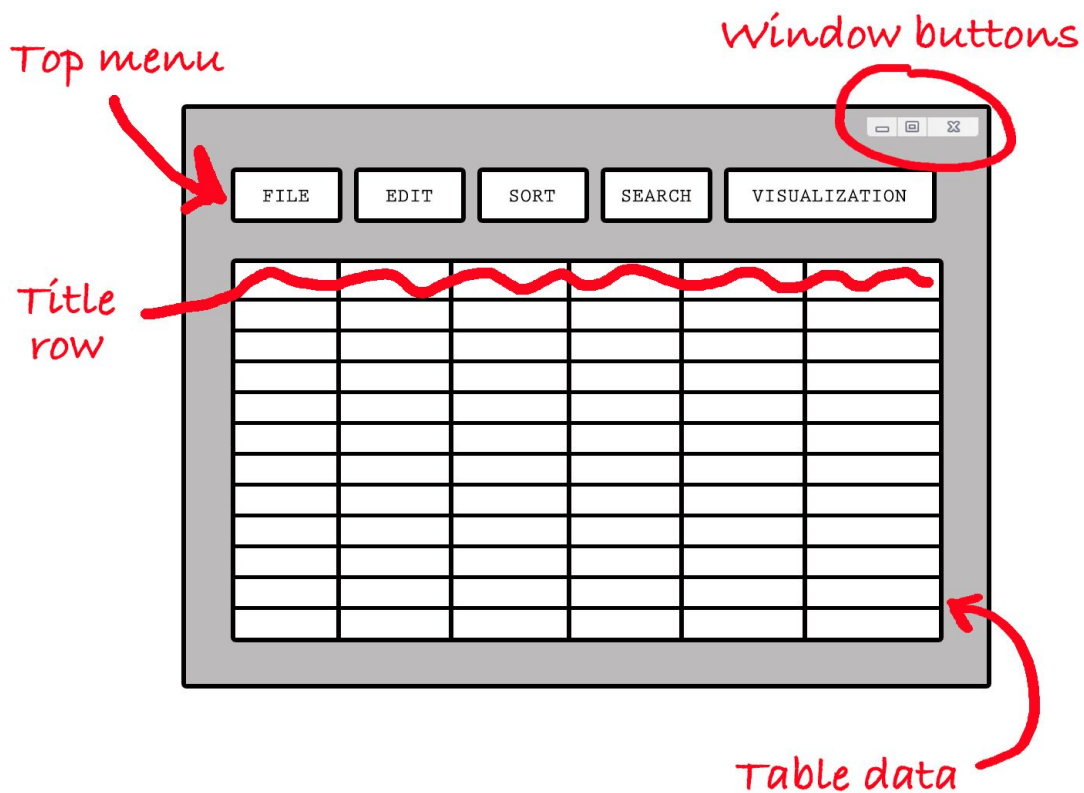 Window buttons
Top menu
FILE EDIT SORT SEARCH VISUALIZATION
Title
row
Table data